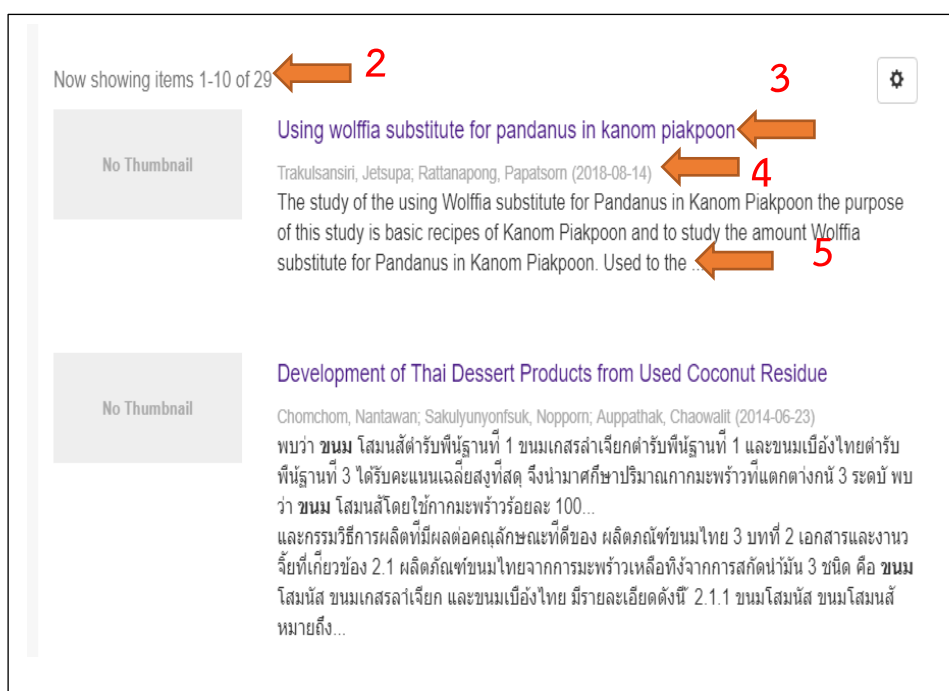 Now showing items 1-10 of 29 2
3
No Thumbnail
Using wolffia substitute for pandanus in kanom piakpoon
Trakulsansiri, Jetsupa; Rattanapong, Papatsorn (2018-08-14) 4
The study of the using Wolffia substitute for Pandanus in Kanom Piakpoon the purpose
of this study is basic recipes of Kanom Piakpoon and to study the amount Wolffia
substitute for Pandanus in Kanom Piakpoon. Used to the ... 5
No Thumbnail
Development of Thai Dessert Products from Used Coconut Residue
Chomchom, Nantawan; Sakulyunyonfsuk, Nopporn; Auppathak, Chaowalit (2014-06-23)
พบว่า ขนม โสมนสัตำรับพืน้ฐานท่ี 1 ขนมเกสรลำเจียกตำรับพืน้ฐานท่ี 1 และขนมเบือ้งไทยตำรับ
พืน้ฐานท่ี 3 ได้รับคะแนนเฉล่ียสงูท่ีสดุ จึงนำมาศกึษาปริมาณกากมะพร้าวท่ีแตกตา่งกนั 3 ระดบั พบ
ว่า ขนม โสมนสัโดยใช้กากมะพร้าวร้อยละ 100...
และกรรมวิธีการผลิตท่ีมีผลต่อคณุลักษณะท่ีดีของ ผลิตภณัฑ์ขนมไทย 3 บทที่ 2 เอกสารและงานว
จิ้ยที่เก่ียวข้อง 2.1 ผลิตภัณฑ์ขนมไทยจากการมะพร้าวเหลือทิง้จากการสกัดนำ้มัน 3 ชนิด คือ ขนม
โสมนัส ขนมเกสรลาเ่จียก และขนมเบือ้งไทย มีรายละเอียดดังนี ้ 2.1.1 ขนมโสมนัส ขนมโสมนสั
หมายถึง...